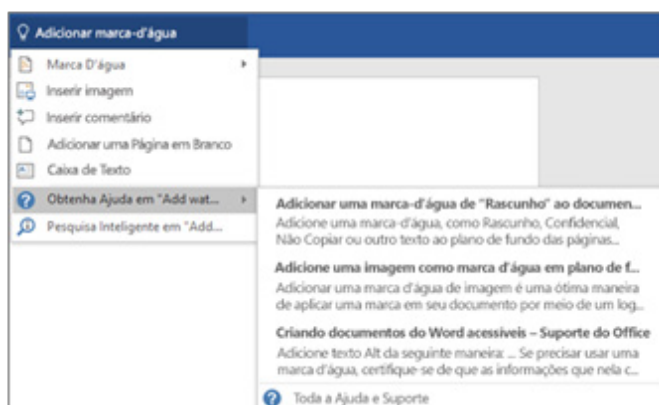 Adicionar marca-d'água
Marca D'água
Inserir imagem
Inserir comentário
Adicionar uma Página em Branco
Caixa de Texto
Obtenha Ajuda em "Add wat...
Pesquisa Inteligente em "Add...
Adicionar uma marca-d'água de "Rascunho" ao documen...
Adicione uma marca-d'água, como Rascunho, Confidencial,
Não Copiar ou outro texto ao plano de fundo das páginas...
Adicione uma imagem como marca d'água em plano de f...
Adicionar uma marca d'água de imagem é uma ótima maneira
de aplicar uma marca em seu documento por meio de um log...
Criando documentos do Word acessíveis – Suporte do Office
Adicione texto Alt da seguinte maneira: ... Se precisar usar uma
marca d'água, certifique-se de que as informações que nela c...
Toda a Ajuda e Suporte